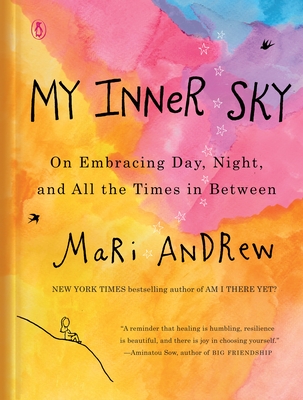 MY INNER SKY
On Embracing Day, Night,
and All the Times in Between
MARI ANDREW
NEW YORK TIMES bestselling author of AM I THERE YET?
“A reminder that healing is humbling, resilience
is beautiful, and there is joy in choosing yourself.”
—Aminatou Sow, author of BIG FRIENDSHIP